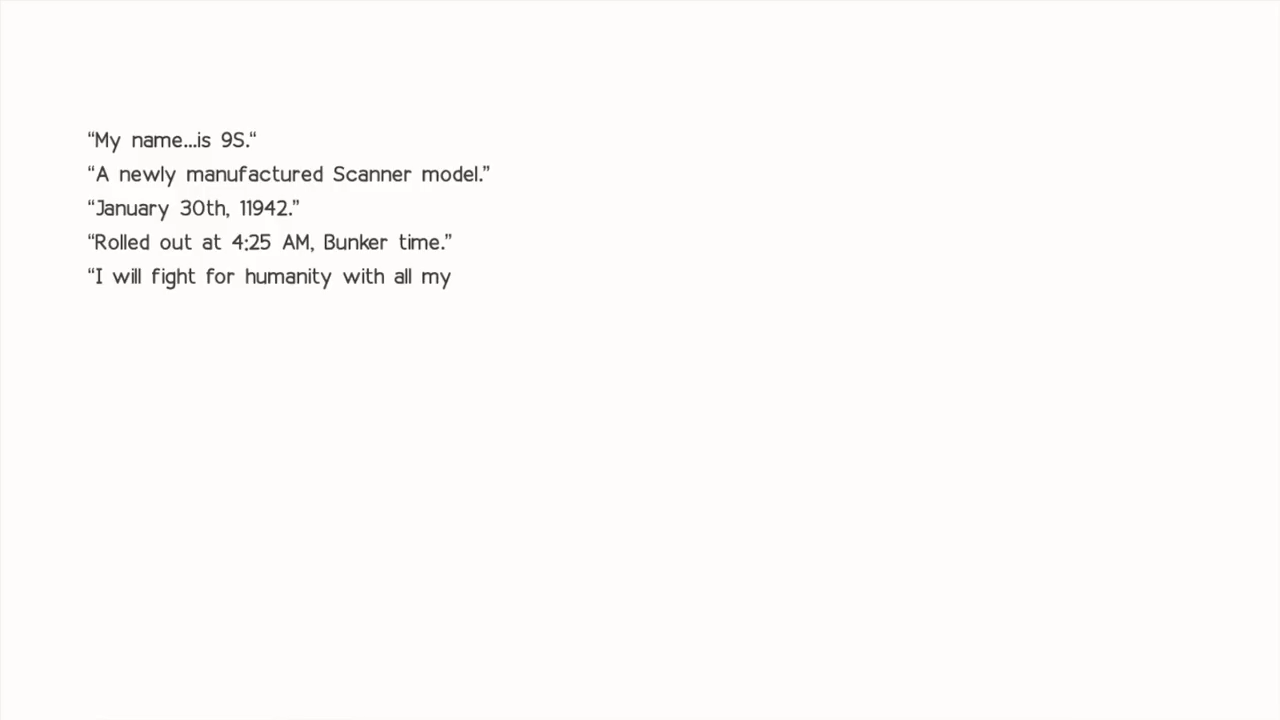 “My name...is 9S.“
“A newly manufactured Scanner model.”
“January 30th, 11942.”
“Rolled out at 4:25 AM, Bunker time.”
“I will fight for humanity with all my